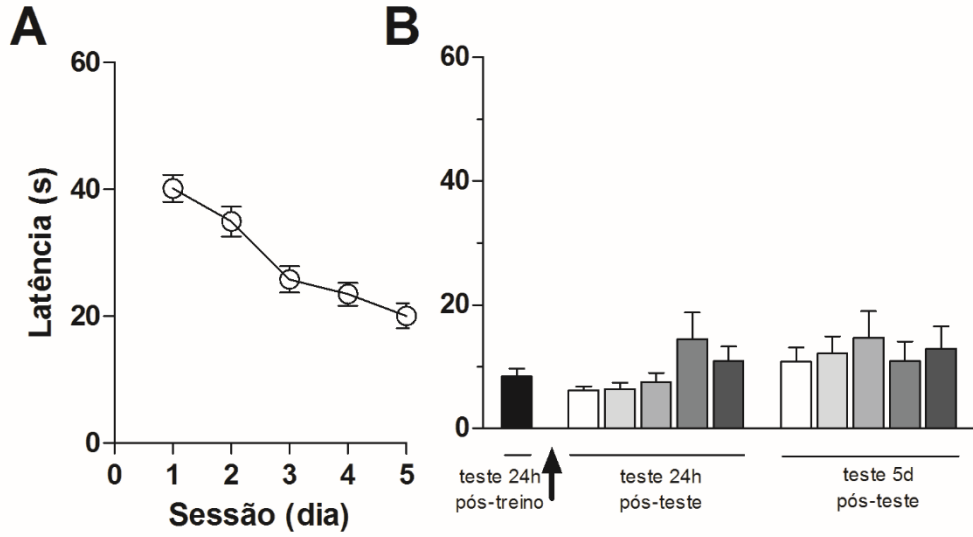 A
60
40
20
0
Latência (s)
0 1 2 3 4 5
Sessão (dia)
B
60
40
20
0
teste 24h
pós-treino
teste 24h
pós-teste
teste 5d
pós-teste